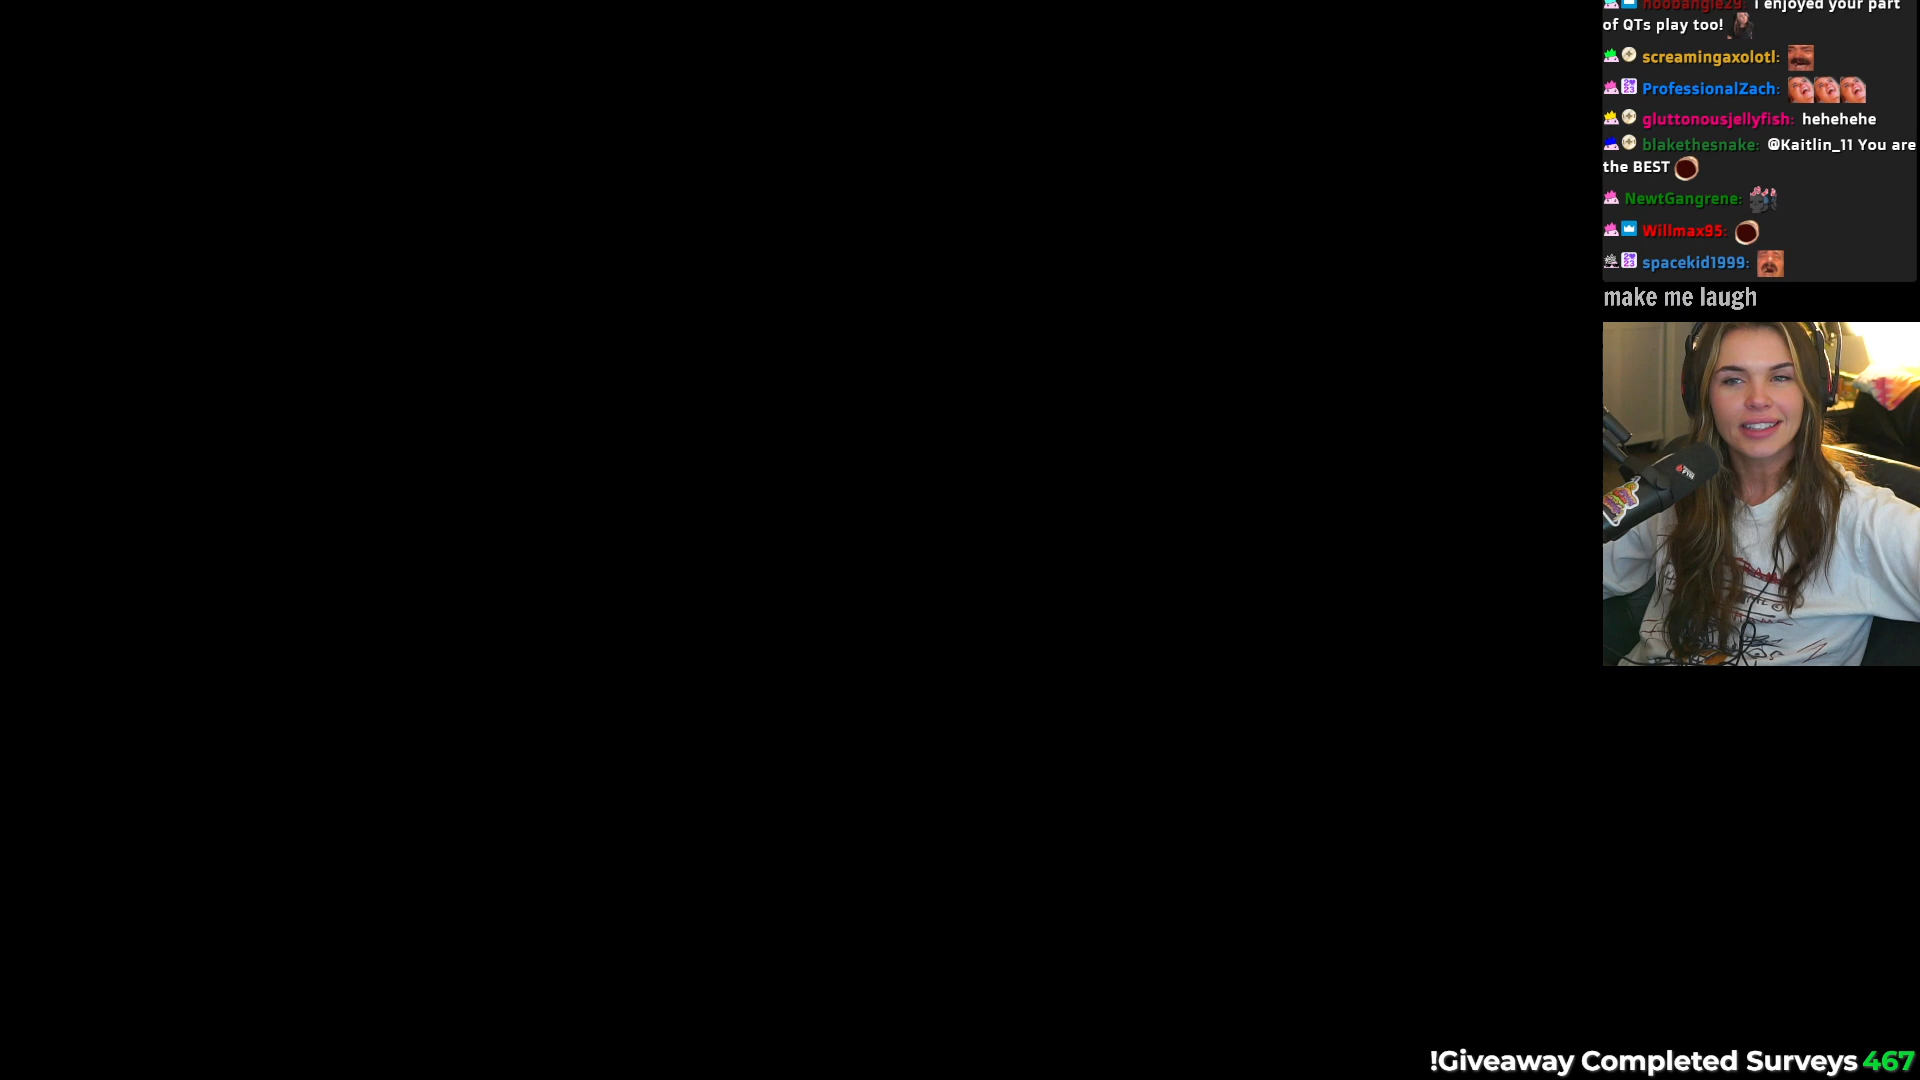 noobangle29: I enjoyed your part
of QTs play too!
screamingaxolotl:
ProfessionalZach:
gluttonousjellyfish: hehehehe
blakethesnake: @Kaitlin_11 You are
the BEST
NewtGangrene:
Willmax95:
spacekid1999:
make me laugh
!Giveaway Completed Surveys 467